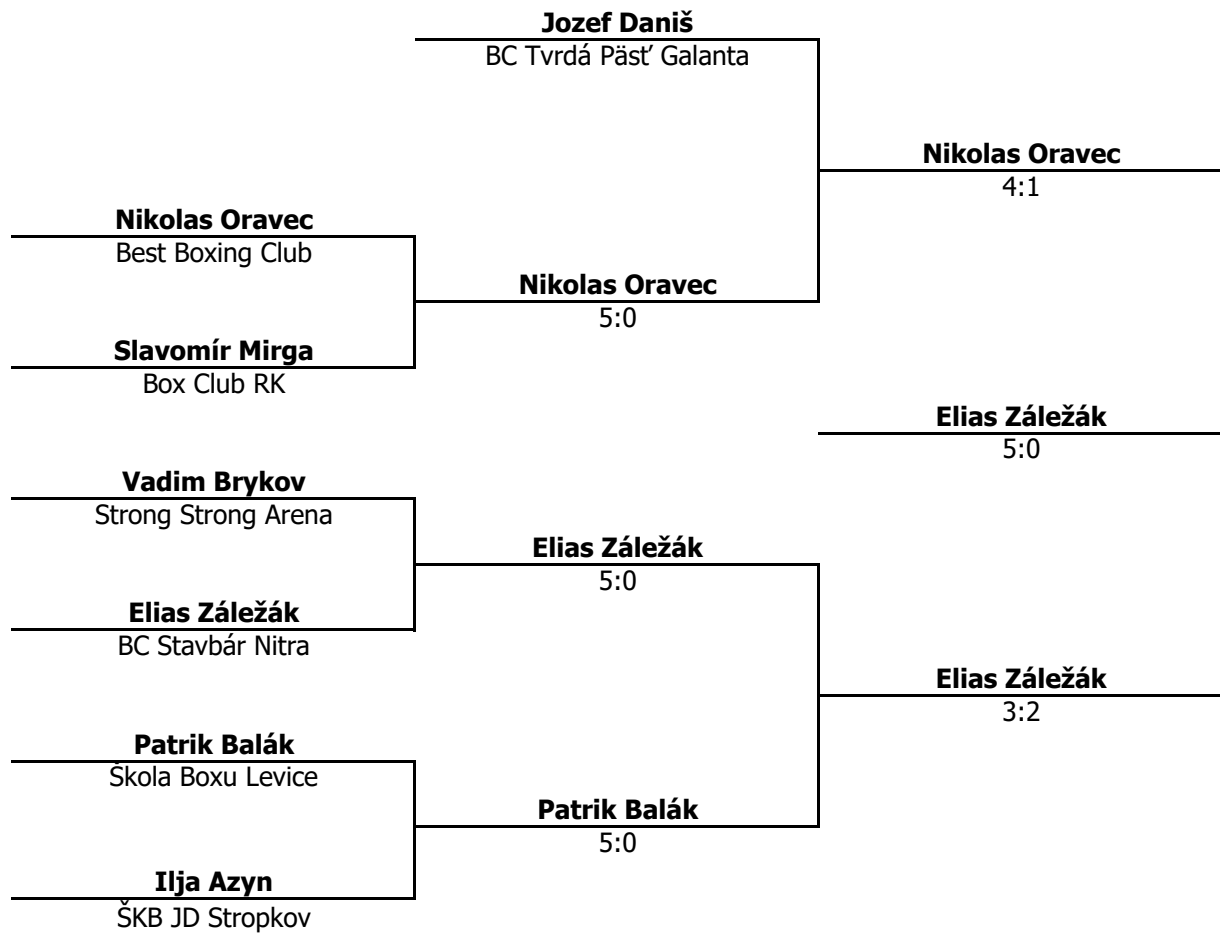 Jozef Daniš
BC Tvrdá Päsť Galanta
Nikolas Oravec
4:1
Nikolas Oravec
Best Boxing Club
Nikolas Oravec
5:0
Slavomír Mirga
Box Club RK
Elias Záležák
5:0
Vadim Brykov
Strong Strong Arena
Elias Záležák
5:0
Elias Záležák
BC Stavbár Nitra
Elias Záležák
3:2
Patrik Balák
Škola Boxu Levice
Patrik Balák
5:0
Ilja Azyn
ŠKB JD Stropkov